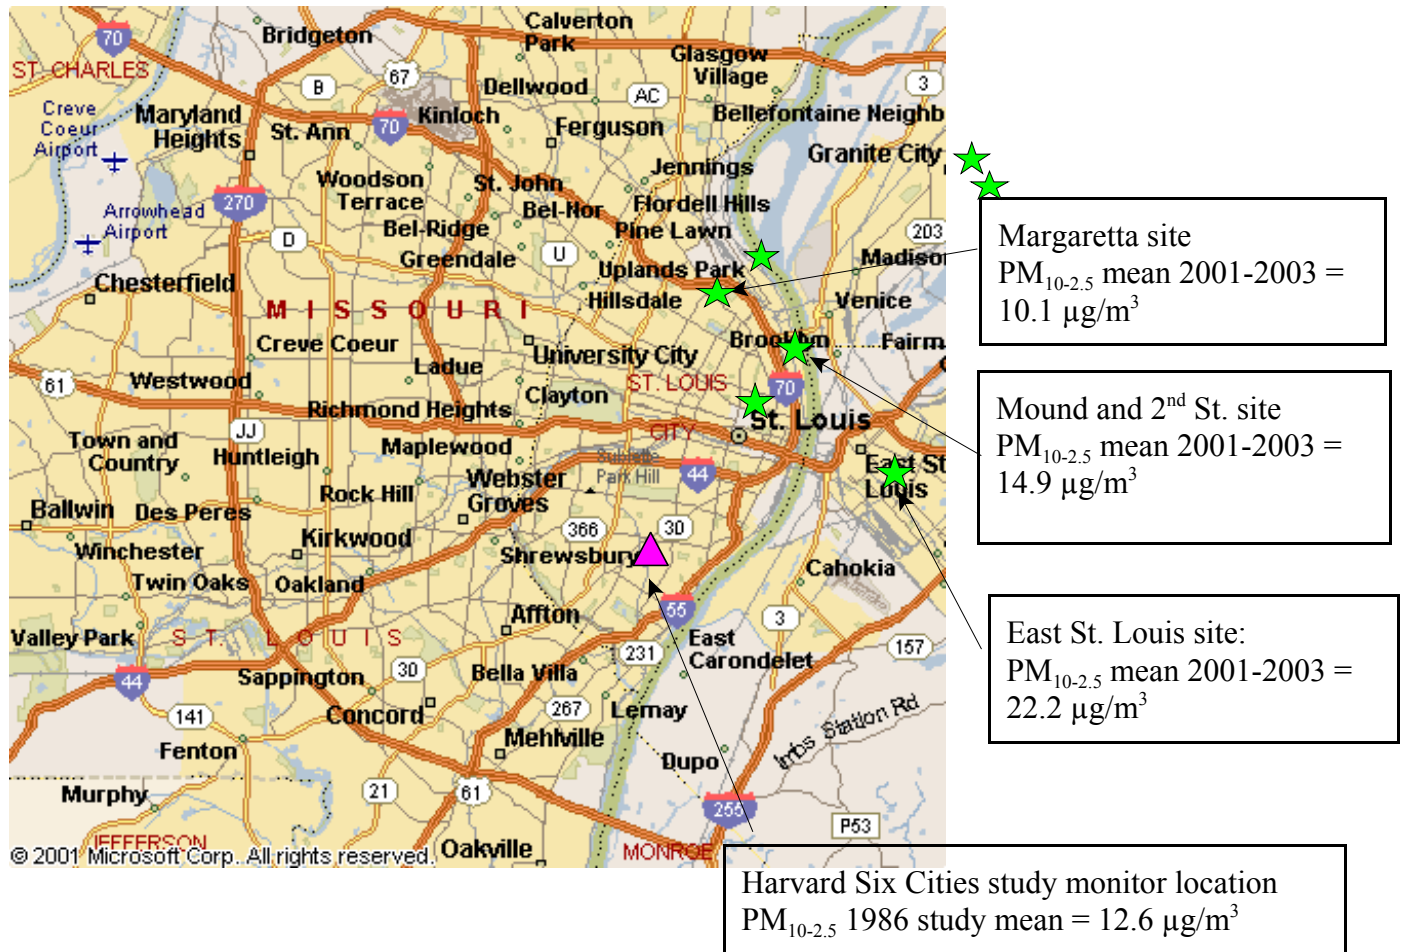 Calverton
Park
70
Bridgeton
Glasgow
Village
ST. CHARLES
67
B
Dellwood
AC
3
Creve
Coeur
Airport
Maryland
Heights
St. Ann
70
Kinloch
Ferguson
Bellefontaine Neighb
Granite City
Jennings
Woodson
Terrace
St. John
270
Bel-Nor
Flordell Hills
Arrowhead
Airport
D
Bel-Ridge
Pine Lawn
203
Greendale
U
Uplands Park
Madison
Chesterfield
Hillsdale
Venice
MISSOURI
Creve Coeur
University City
Brooklyn
Fairm
Ladue
61
Westwood
Clayton
ST. LOUIS
70
Richmond Heights
St. Louis
CITY
JJ
Maplewood
Town and
Country
Huntleigh
Park Hill
44
East St
Louis
Webster
Groves
Rock Hill
Ballwin
Des Peres
366
30
Kirkwood
Winchester
Shrewsbury
Twin Oaks
Oakland
Cahokia
Affton
55
3
Valley Park
ST. LOUIS
East
Carondelet
157
231
44
Sappington
30
Bella Villa
141
Concord
267
Lemay
Imbs Station Rd
Fenton
Mehlville
Dupo
Murphy
21
61
255
P53
JEFFERSON
Oakville
MONROE
© 2001 Microsoft Corp. All rights reserved.
Margaretta site
PM10-2.5 mean 2001-2003 =
10.1 µg/m3
Mound and 2nd St. site
PM10-2.5 mean 2001-2003 =
14.9 µg/m3
East St. Louis site:
PM10-2.5 mean 2001-2003 =
22.2 µg/m3
Harvard Six Cities study monitor location
PM10-2.5 1986 study mean = 12.6 µg/m3